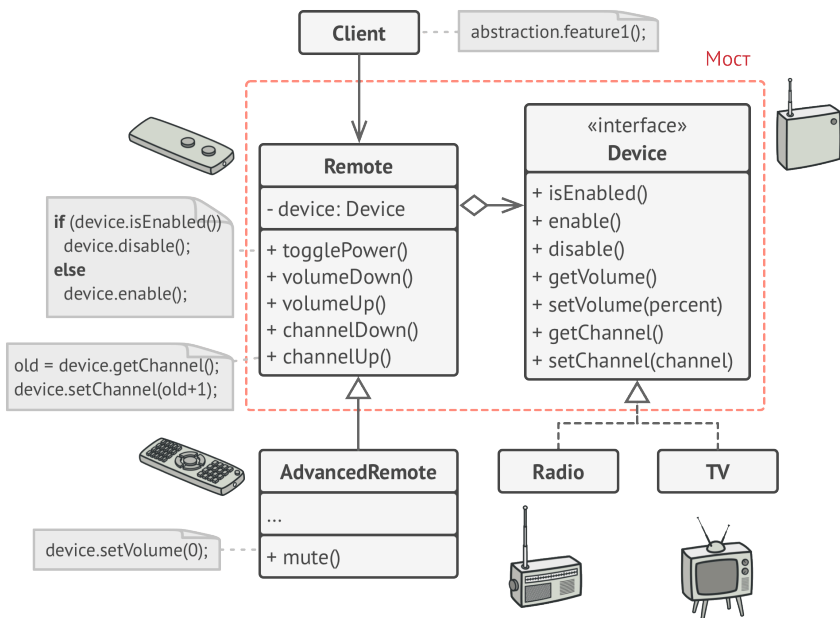 Client
abstraction.feature1();
Мост
Remote
- device: Device
+ togglePower()
+ volumeDown()
+ volumeUp()
+ channelDown()
+ channelUp()
«interface»
Device
+ isEnabled()
+ enable()
+ disable()
+ getVolume()
+ setVolume(percent)
+ getChannel()
+ setChannel(channel)
if (device.isEnabled())
device.disable();
else
device.enable();
old = device.getChannel();
device.setChannel(old+1);
AdvancedRemote
...
+ mute()
device.setVolume(0);
Radio
TV